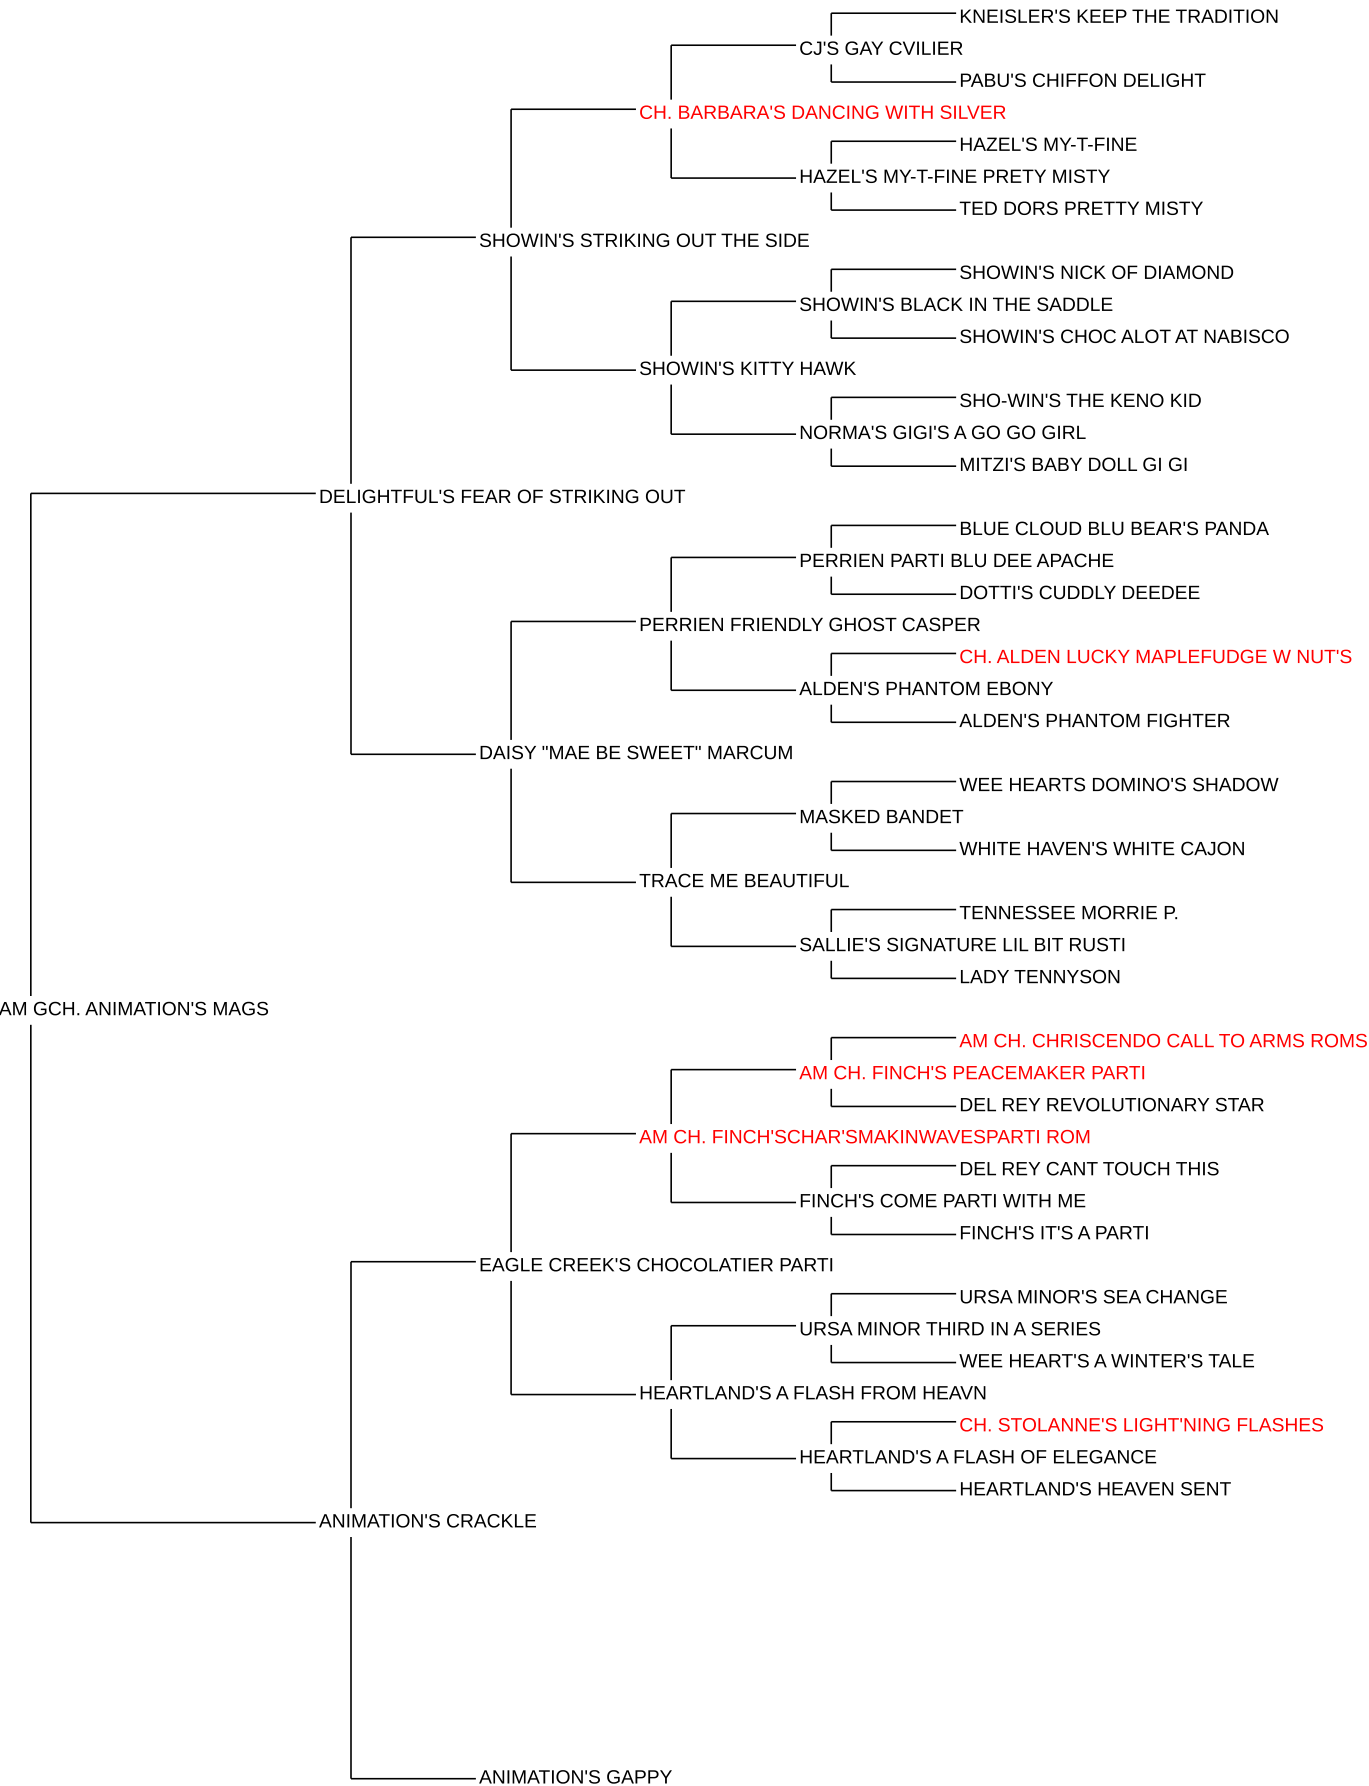 KNEISLER'S KEEP THE TRADITION
CJ'S GAY CVILIER
PABU'S CHIFFON DELIGHT
CH. BARBARA'S DANCING WITH SILVER
HAZEL'S MY-T-FINE
HAZEL'S MY-T-FINE PRETY MISTY
TED DORS PRETTY MISTY
SHOWIN'S STRIKING OUT THE SIDE
SHOWIN'S NICK OF DIAMOND
SHOWIN'S BLACK IN THE SADDLE
SHOWIN'S CHOC ALOT AT NABISCO
SHOWIN'S KITTY HAWK
SHO-WIN'S THE KENO KID
NORMA'S GIGI'S A GO GO GIRL
MITZI'S BABY DOLL GI GI
DELIGHTFUL'S FEAR OF STRIKING OUT
BLUE CLOUD BLU BEAR'S PANDA
PERRIEN PARTI BLU DEE APACHE
DOTTI'S CUDDLY DEEDEE
PERRIEN FRIENDLY GHOST CASPER
CH. ALDEN LUCKY MAPLEFUDGE W NUT'S
ALDEN'S PHANTOM EBONY
ALDEN'S PHANTOM FIGHTER
DAISY "MAE BE SWEET" MARCUM
WEE HEARTS DOMINO'S SHADOW
MASKED BANDET
WHITE HAVEN'S WHITE CAJON
TRACE ME BEAUTIFUL
TENNESSEE MORRIE P.
SALLIE'S SIGNATURE LIL BIT RUSTI
LADY TENNYSON
AM GCH. ANIMATION'S MAGS
AM CH. CHRISCENDO CALL TO ARMS ROMS
AM CH. FINCH'S PEACEMAKER PARTI
DEL REY REVOLUTIONARY STAR
AM CH. FINCH'SCHAR'SMAKINWAVESPARTI ROM
DEL REY CANT TOUCH THIS
FINCH'S COME PARTI WITH ME
FINCH'S IT'S A PARTI
EAGLE CREEK'S CHOCOLATIER PARTI
URSA MINOR'S SEA CHANGE
URSA MINOR THIRD IN A SERIES
WEE HEART'S A WINTER'S TALE
HEARTLAND'S A FLASH FROM HEAVN
CH. STOLANNE'S LIGHT'NING FLASHES
HEARTLAND'S A FLASH OF ELEGANCE
HEARTLAND'S HEAVEN SENT
ANIMATION'S CRACKLE
ANIMATION'S GAPPY